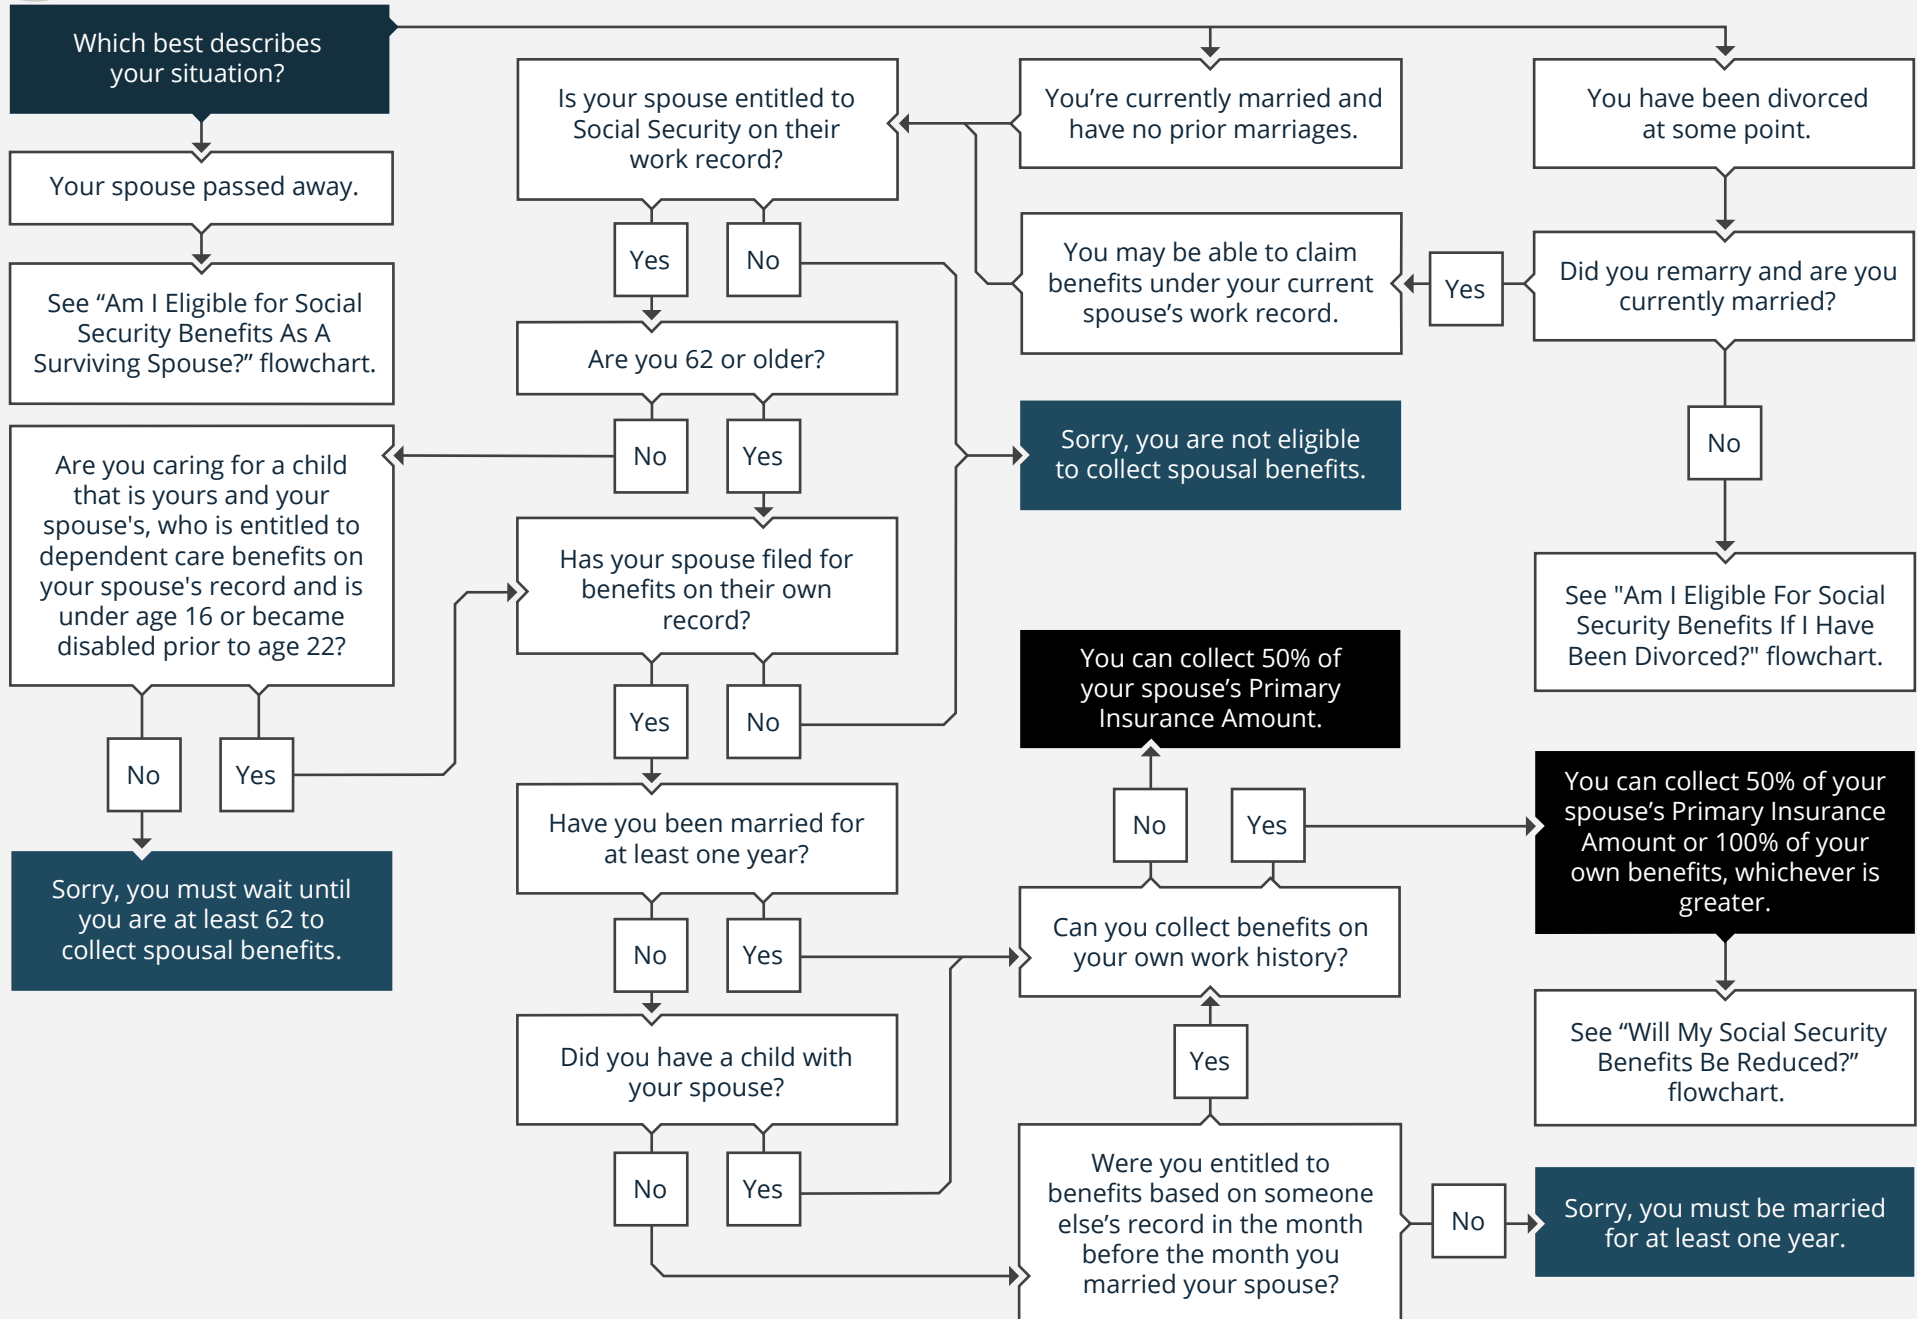 Which best describes
your situation?
Your spouse passed away.
See “Am I Eligible for Social
Security Benefits As A
Surviving Spouse?” flowchart.
Are you caring for a child
that is yours and your
spouse's, who is entitled to
dependent care benefits on
your spouse's record and is
under age 16 or became
disabled prior to age 22?
No
Yes
Sorry, you must wait until
you are at least 62 to
collect spousal benefits.
Is your spouse entitled to
Social Security on their
work record?
Yes
No
Are you 62 or older?
No
Yes
Has your spouse filed for
benefits on their own
record?
Yes
No
Have you been married for
at least one year?
No
Yes
Did you have a child with
your spouse?
No
Yes
You’re currently married and
have no prior marriages.
You may be able to claim
benefits under your current
spouse’s work record.
Yes
Sorry, you are not eligible
to collect spousal benefits.
You can collect 50% of
your spouse’s Primary
Insurance Amount.
No
Yes
Can you collect benefits on
your own work history?
Yes
Were you entitled to
benefits based on someone
else’s record in the month
before the month you
married your spouse?
No
You have been divorced
at some point.
Did you remarry and are you
currently married?
No
See "Am I Eligible For Social
Security Benefits If I Have
Been Divorced?" flowchart.
You can collect 50% of your
spouse’s Primary Insurance
Amount or 100% of your
own benefits, whichever is
greater.
See “Will My Social Security
Benefits Be Reduced?”
flowchart.
Sorry, you must be married
for at least one year.